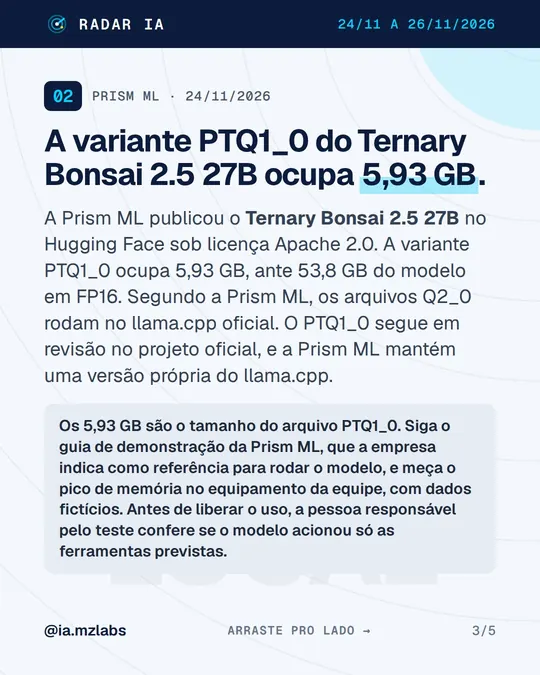 RADAR IA
24/11 A 26/11/2026
02 PRISM ML · 24/11/2026
A variante PTQ1_0 do Ternary
Bonsai 2.5 27B ocupa 5,93 GB.
A Prism ML publicou o Ternary Bonsai 2.5 27B no
Hugging Face sob licença Apache 2.0. A variante
PTQ1_0 ocupa 5,93 GB, ante 53,8 GB do modelo
em FP16. Segundo a Prism ML, os arquivos Q2_0
rodam no llama.cpp oficial. O PTQ1_0 segue em
revisão no projeto oficial, e a Prism ML mantém
uma versão própria do llama.cpp.
Os 5,93 GB são o tamanho do arquivo PTQ1_0. Siga o
guia de demonstração da Prism ML, que a empresa
indica como referência para rodar o modelo, e meça o
pico de memória no equipamento da equipe, com dados
fictícios. Antes de liberar o uso, a pessoa responsável
pelo teste confere se o modelo acionou só as
ferramentas previstas.
@ia.mzlabs
ARRASTE PRO LADO →
3/5